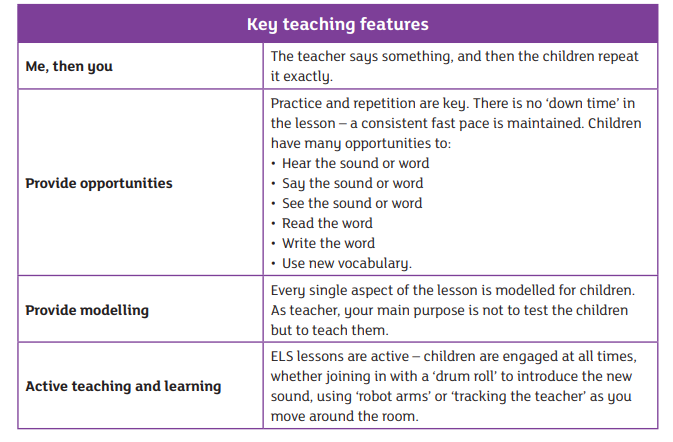 Key teaching features
Me, then you
The teacher says something, and then the children repeat
it exactly.
Provide opportunities
Practice and repetition are key. There is no ‘down time’ in
the lesson – a consistent fast pace is maintained. Children
have many opportunities to:
• Hear the sound or word
• Say the sound or word
• See the sound or word
• Read the word
• Write the word
• Use new vocabulary.
Provide modelling
Every single aspect of the lesson is modelled for children.
As teacher, your main purpose is not to test the children
but to teach them.
Active teaching and learning
ELS lessons are active – children are engaged at all times,
whether joining in with a ‘drum roll’ to introduce the new
sound, using ‘robot arms’ or ‘tracking the teacher’ as you
move around the room.